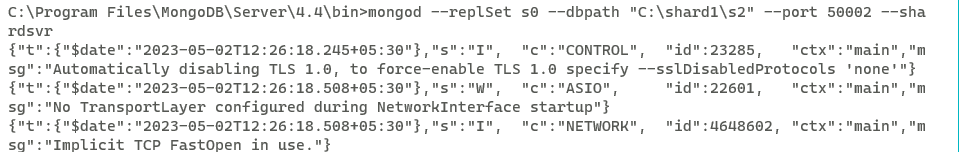 C:\Program Files\MongoDB\Server\4.4\bin>mongod --replSet s0 --dbpath "C:\shard1\s2" --port 50002 --sha
rdsvr
{"t":{"$date":"2023-05-02T12:26:18.245+05:30"},"s":"I",  "c":"CONTROL",  "id":23285,   "ctx":"main","m
sg":"Automatically disabling TLS 1.0, to force-enable TLS 1.0 specify --sslDisabledProtocols 'none'"}
{"t":{"$date":"2023-05-02T12:26:18.508+05:30"},"s":"W",  "c":"ASIO",     "id":22601,   "ctx":"main","m
sg":"No TransportLayer configured during NetworkInterface startup"}
{"t":{"$date":"2023-05-02T12:26:18.508+05:30"},"s":"I",  "c":"NETWORK",  "id":4648602, "ctx":"main","m
sg":"Implicit TCP FastOpen in use."}